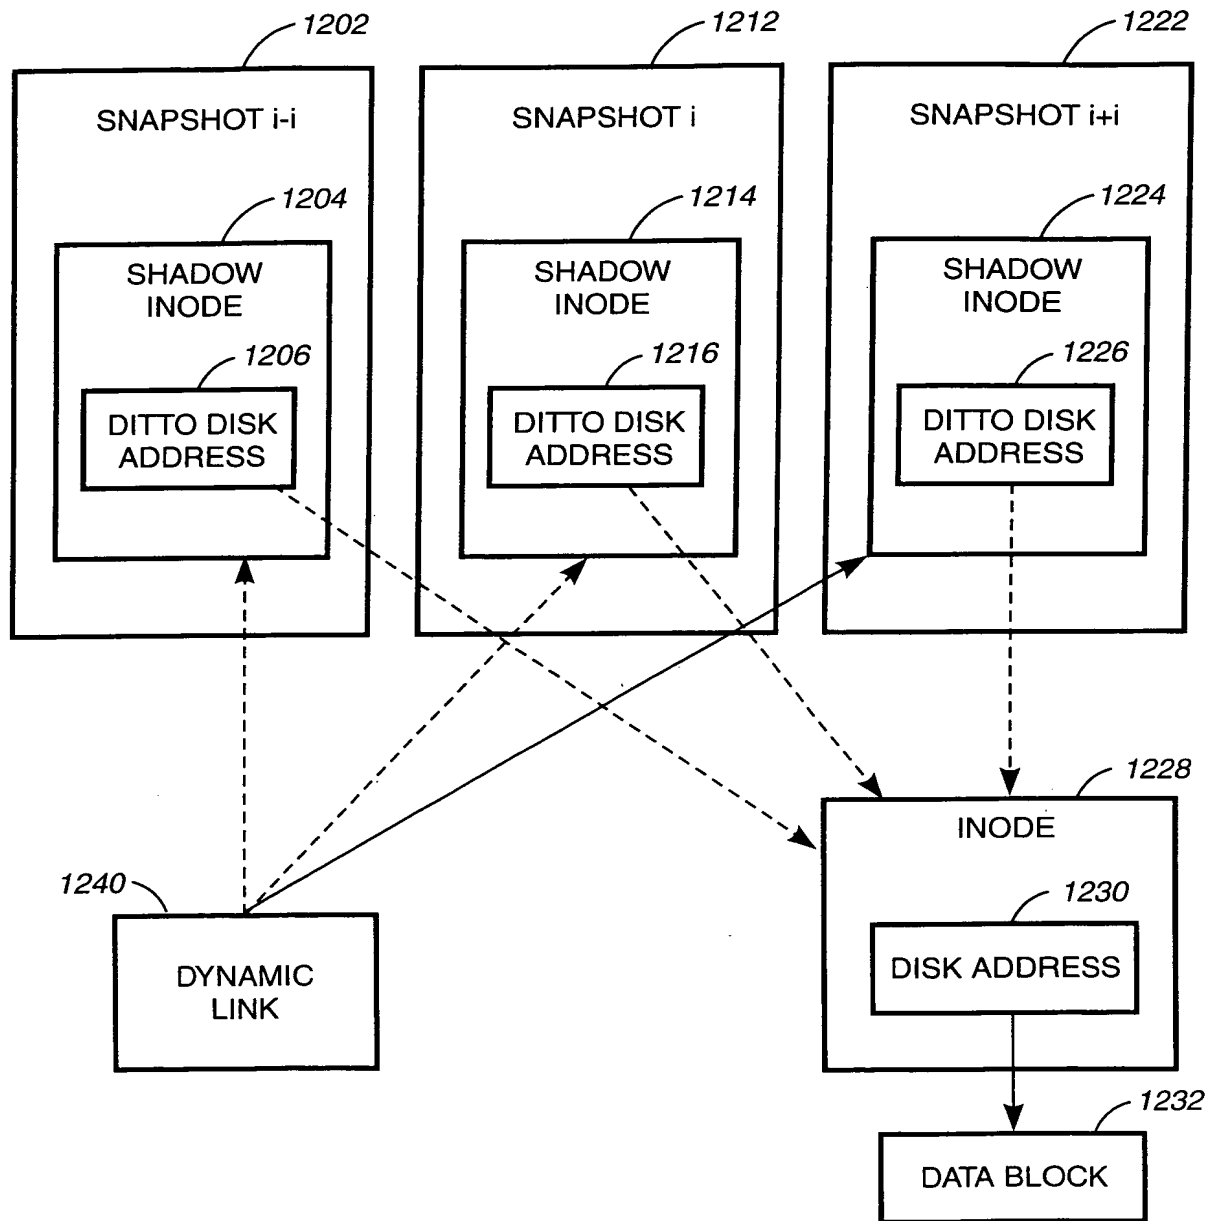 1202
1212
1222
SNAPSHOT i-i
SNAPSHOT i
SNAPSHOT i+i
1204
1214
1224
SHADOW
INODE
SHADOW
INODE
SHADOW
INODE
1206
1216
1226
DITTO DISK
ADDRESS
DITTO DISK
ADDRESS
DITTO DISK
ADDRESS
1228
INODE
1240
1230
DYNAMIC
LINK
DISK ADDRESS
1232
DATA BLOCK